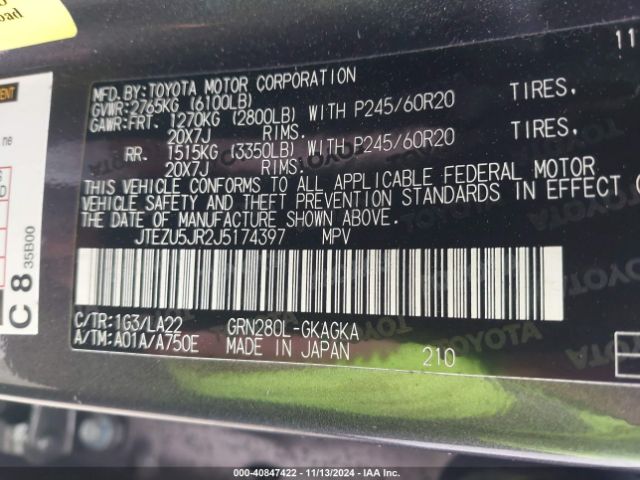 oad
11
MFD.BY:TOYOTA MOTOR CORPORATION
GVWR:2765KG (6100LB)
GAWR:FRT. 1270KG (2800LB) WITH P245/60R20 TIRES,
20X7J RIMS.
RR. 1515KG (3350LB) WITH P245/60R20 TIRES,
20X7J RIMS.
THIS VEHICLE CONFORMS TO ALL APPLICABLE FEDERAL MOTOR
VEHICLE SAFETY AND THEFT PREVENTION STANDARDS IN EFFECT
THE DATE OF MANUFACTURE SHOWN ABOVE.
JTEZU5JR2J5174397 MPV
C/TR:1G3/LA22 GRN280L-GKAGKA
A/TM:A01A/A750E MADE IN JAPAN 210
C 8 35B00
000-40847422 - 11/13/2024 - IAA Inc.